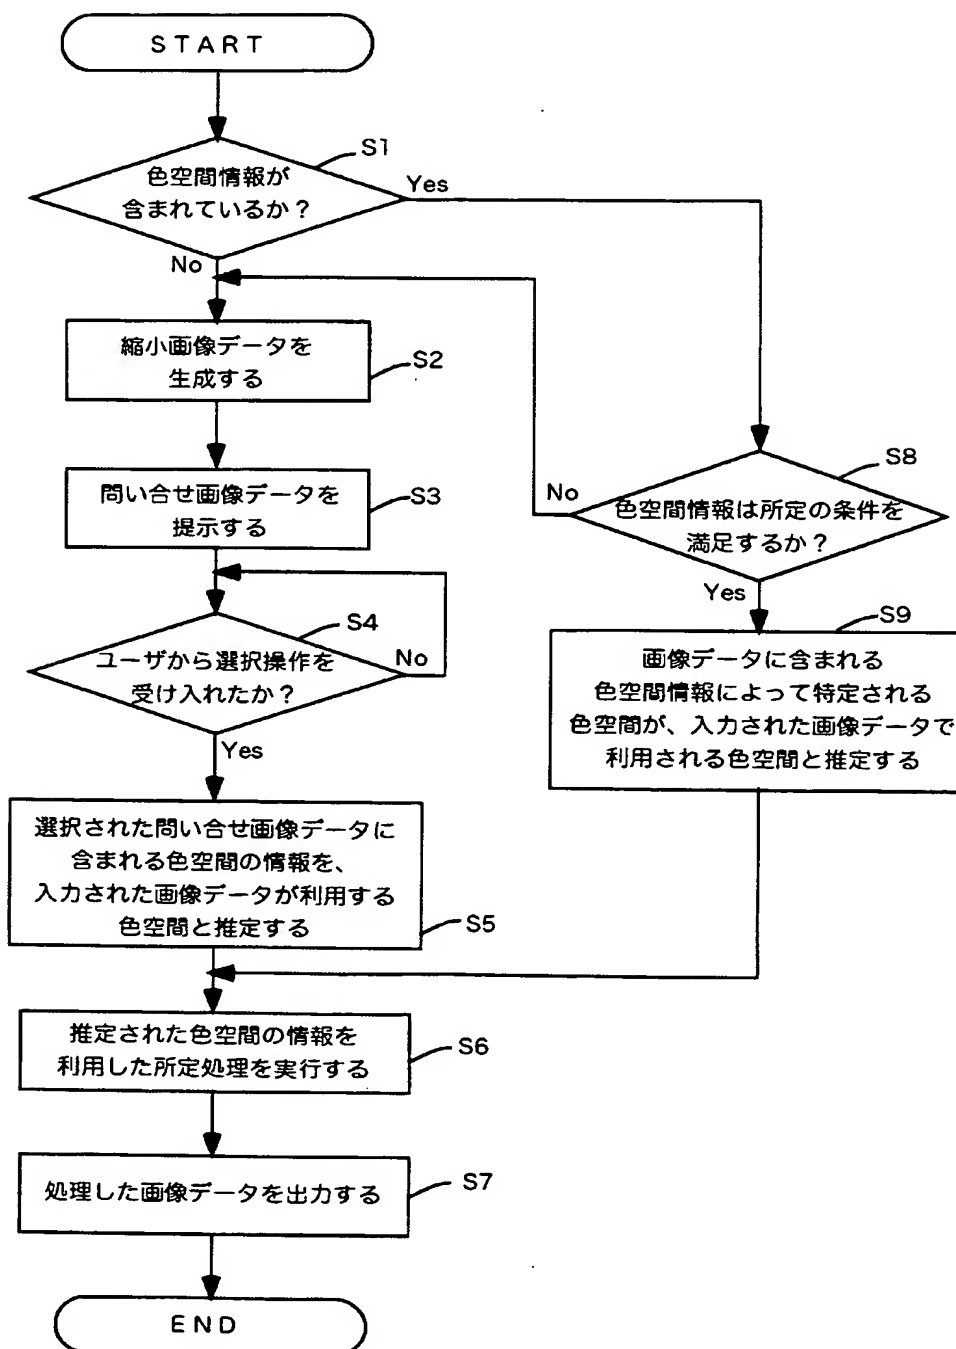 START
S1
色空間情報が
含まれているか?
Yes
No
縮小画像データを
生成する
S2
問い合せ画像データを
提示する
S3
S4
ユーザから選択操作を
受け入れたか?
No
Yes
選択された問い合せ画像データに
含まれる色空間の情報を、
入力された画像データが利用する
色空間と推定する
S5
S8
No
色空間情報は所定の条件を
満足するか?
Yes
S9
画像データに含まれる
色空間情報によって特定される
色空間が、入力された画像データで
利用される色空間と推定する
推定された色空間の情報を
利用した所定処理を実行する
S6
処理した画像データを出力する
S7
END